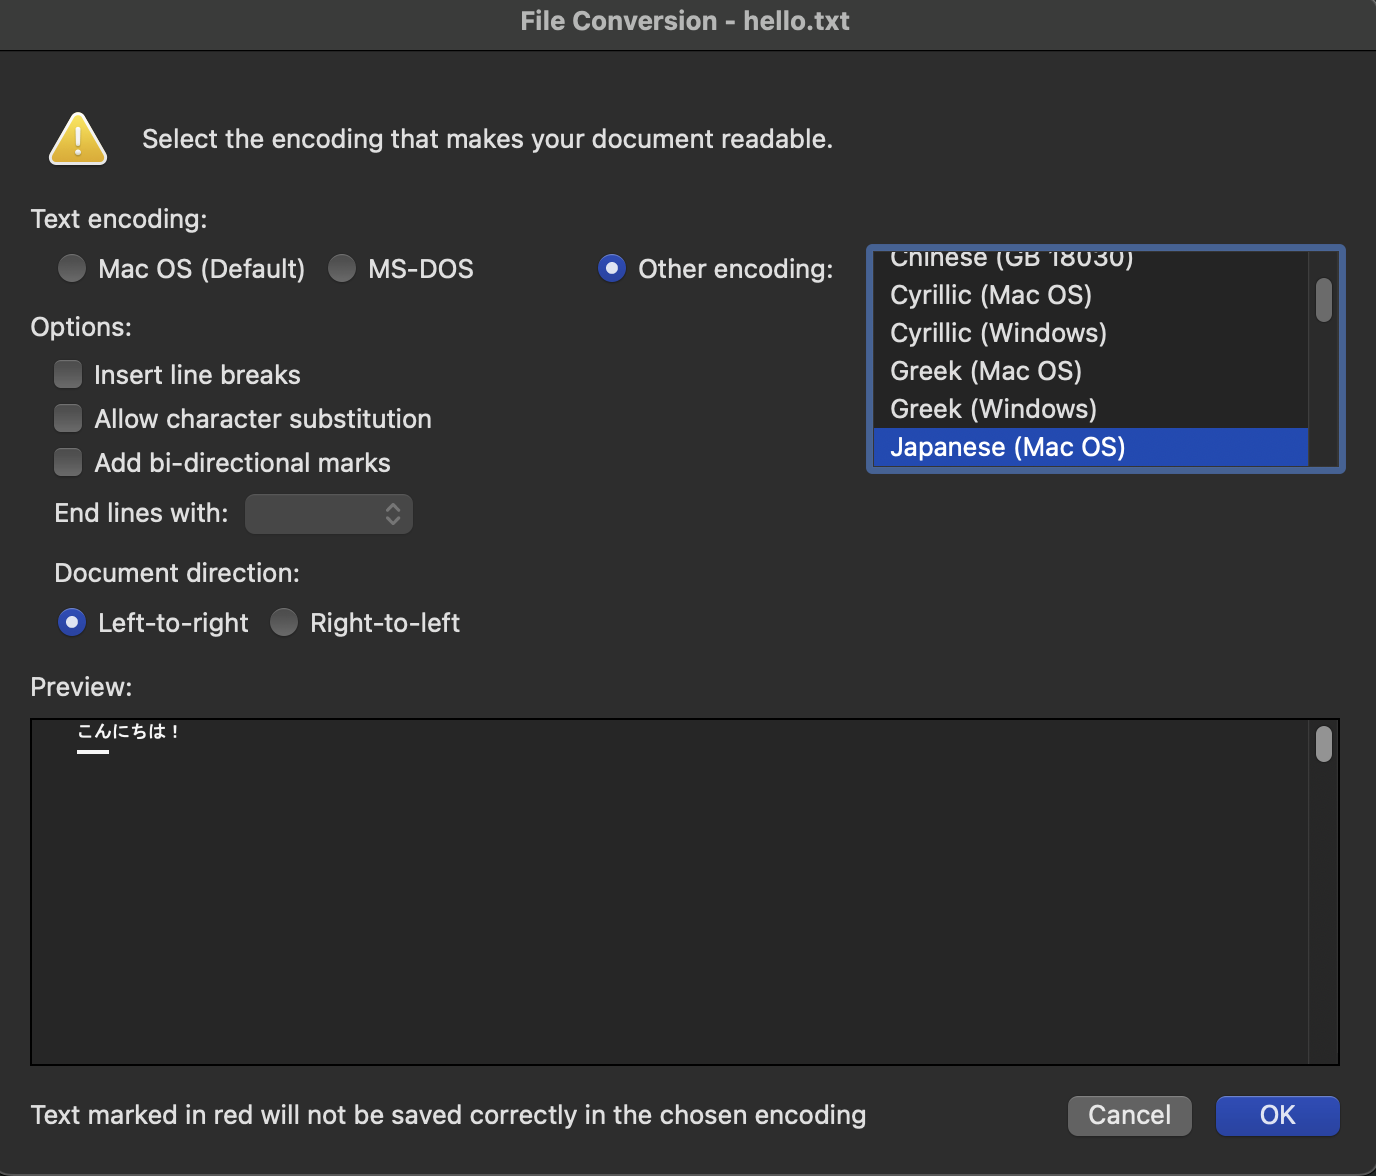 File Conversion - hello.txt
Select the encoding that makes your document readable.
Text encoding:
Mac OS (Default) MS-DOS Other encoding:
Chinese (GB 18030)
Cyrillic (Mac OS)
Cyrillic (Windows)
Greek (Mac OS)
Greek (Windows)
Japanese (Mac OS)
Options:
Insert line breaks
Allow character substitution
Add bi-directional marks
End lines with:
Document direction:
Left-to-right Right-to-left
Preview:
こんにちは！
Text marked in red will not be saved correctly in the chosen encoding
Cancel OK